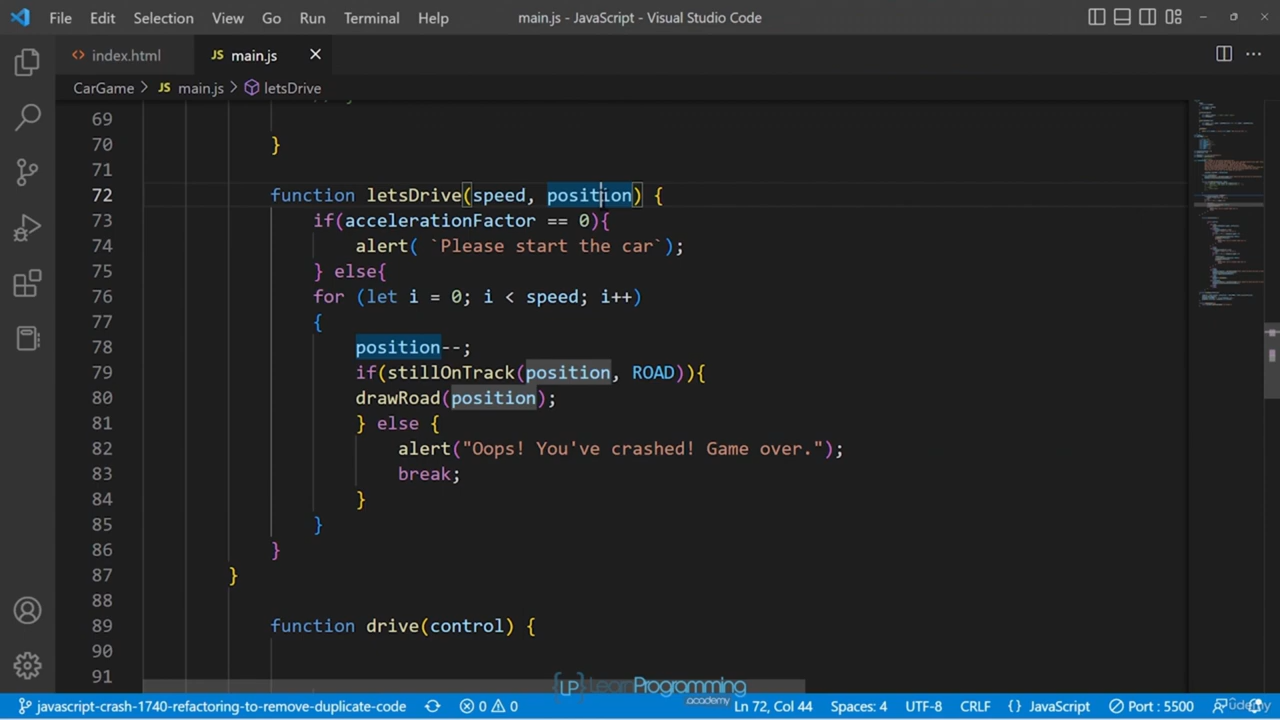 File Edit Selection View Go Run Terminal Help main.js - JavaScript - Visual Studio Code
<> index.html JS main.js
CarGame > JS main.js > letsDrive
69
70 }
71
72 function letsDrive(speed, position) {
73 if(accelerationFactor == 0){
74 alert( `Please start the car`);
75 } else{
76 for (let i = 0; i < speed; i++)
77 {
78 position--;
79 if(stillOnTrack(position, ROAD)){
80 drawRoad(position);
81 } else {
82 alert("Oops! You've crashed! Game over.");
83 break;
84 }
85 }
86 }
87 }
88
89 function drive(control) {
90
91
{LP} LearnProgramming
academy
javascript-crash-1740-refactoring-to-remove-duplicate-code 0 0 Ln 72, Col 44 Spaces: 4 UTF-8 CRLF {} JavaScript Port : 5500
Udemy